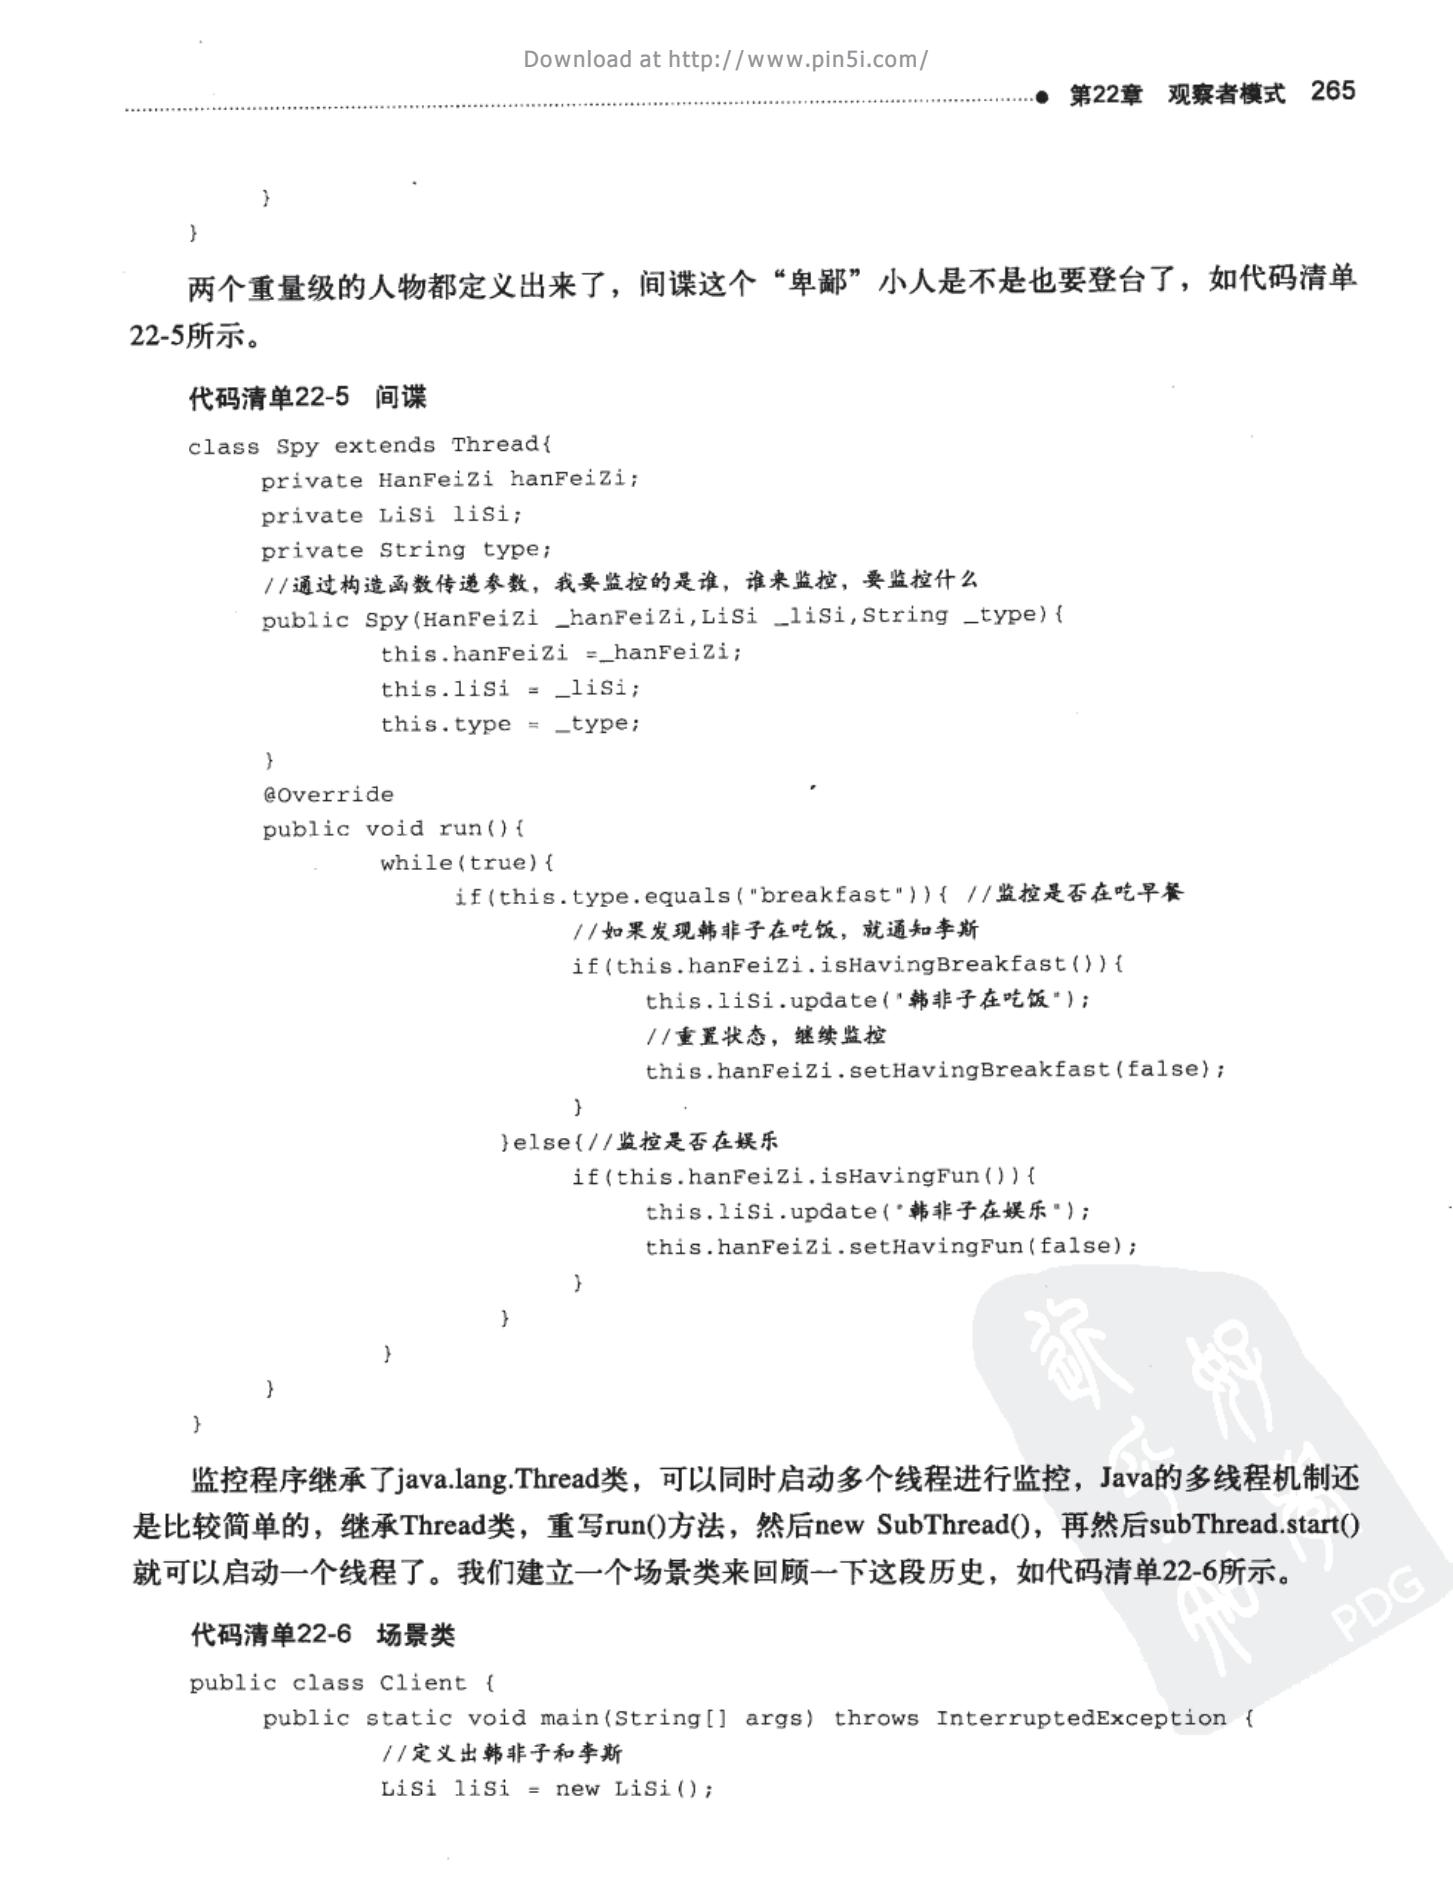 Download at http://www.pin5i.com/
第22章 观察者模式 265
}
}
两个重量级的人物都定义出来了，间谍这个“卑鄙”小人是不是也要登台了，如代码清单
22-5所示。
代码清单22-5 间谍
class Spy extends Thread{
private HanFeiZi hanFeiZi;
private LiSi liSi;
private String type;
//通过构造函数传递参数，我要监控的是谁，谁来监控，要监控什么
public Spy(HanFeiZi _hanFeiZi,LiSi _liSi,String _type){
this.hanFeiZi =_hanFeiZi;
this.liSi = _liSi;
this.type = _type;
}
@Override
public void run(){
while(true){
if(this.type.equals("breakfast")){ //监控是否在吃早餐
//如果发现韩非子在吃饭，就通知李斯
if(this.hanFeiZi.isHavingBreakfast()){
this.liSi.update("韩非子在吃饭");
//重置状态，继续监控
this.hanFeiZi.setHavingBreakfast(false);
}
}else{//监控是否在娱乐
if(this.hanFeiZi.isHavingFun()){
this.liSi.update("韩非子在娱乐");
this.hanFeiZi.setHavingFun(false);
}
}
}
}
}
监控程序继承了java.lang.Thread类，可以同时启动多个线程进行监控，Java的多线程机制还
是比较简单的，继承Thread类，重写run()方法，然后new SubThread()，再然后subThread.start()
就可以启动一个线程了。我们建立一个场景类来回顾一下这段历史，如代码清单22-6所示。
PDG
代码清单22-6 场景类
public class Client {
public static void main(String[] args) throws InterruptedException {
//定义出韩非子和李斯
LiSi liSi = new LiSi();